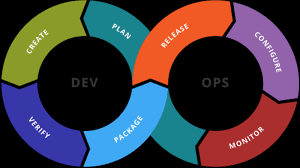 CREATE
PLAN
RELEASE
CONFIGURE
DEV
OPS
VERIFY
PACKAGE
MONITOR